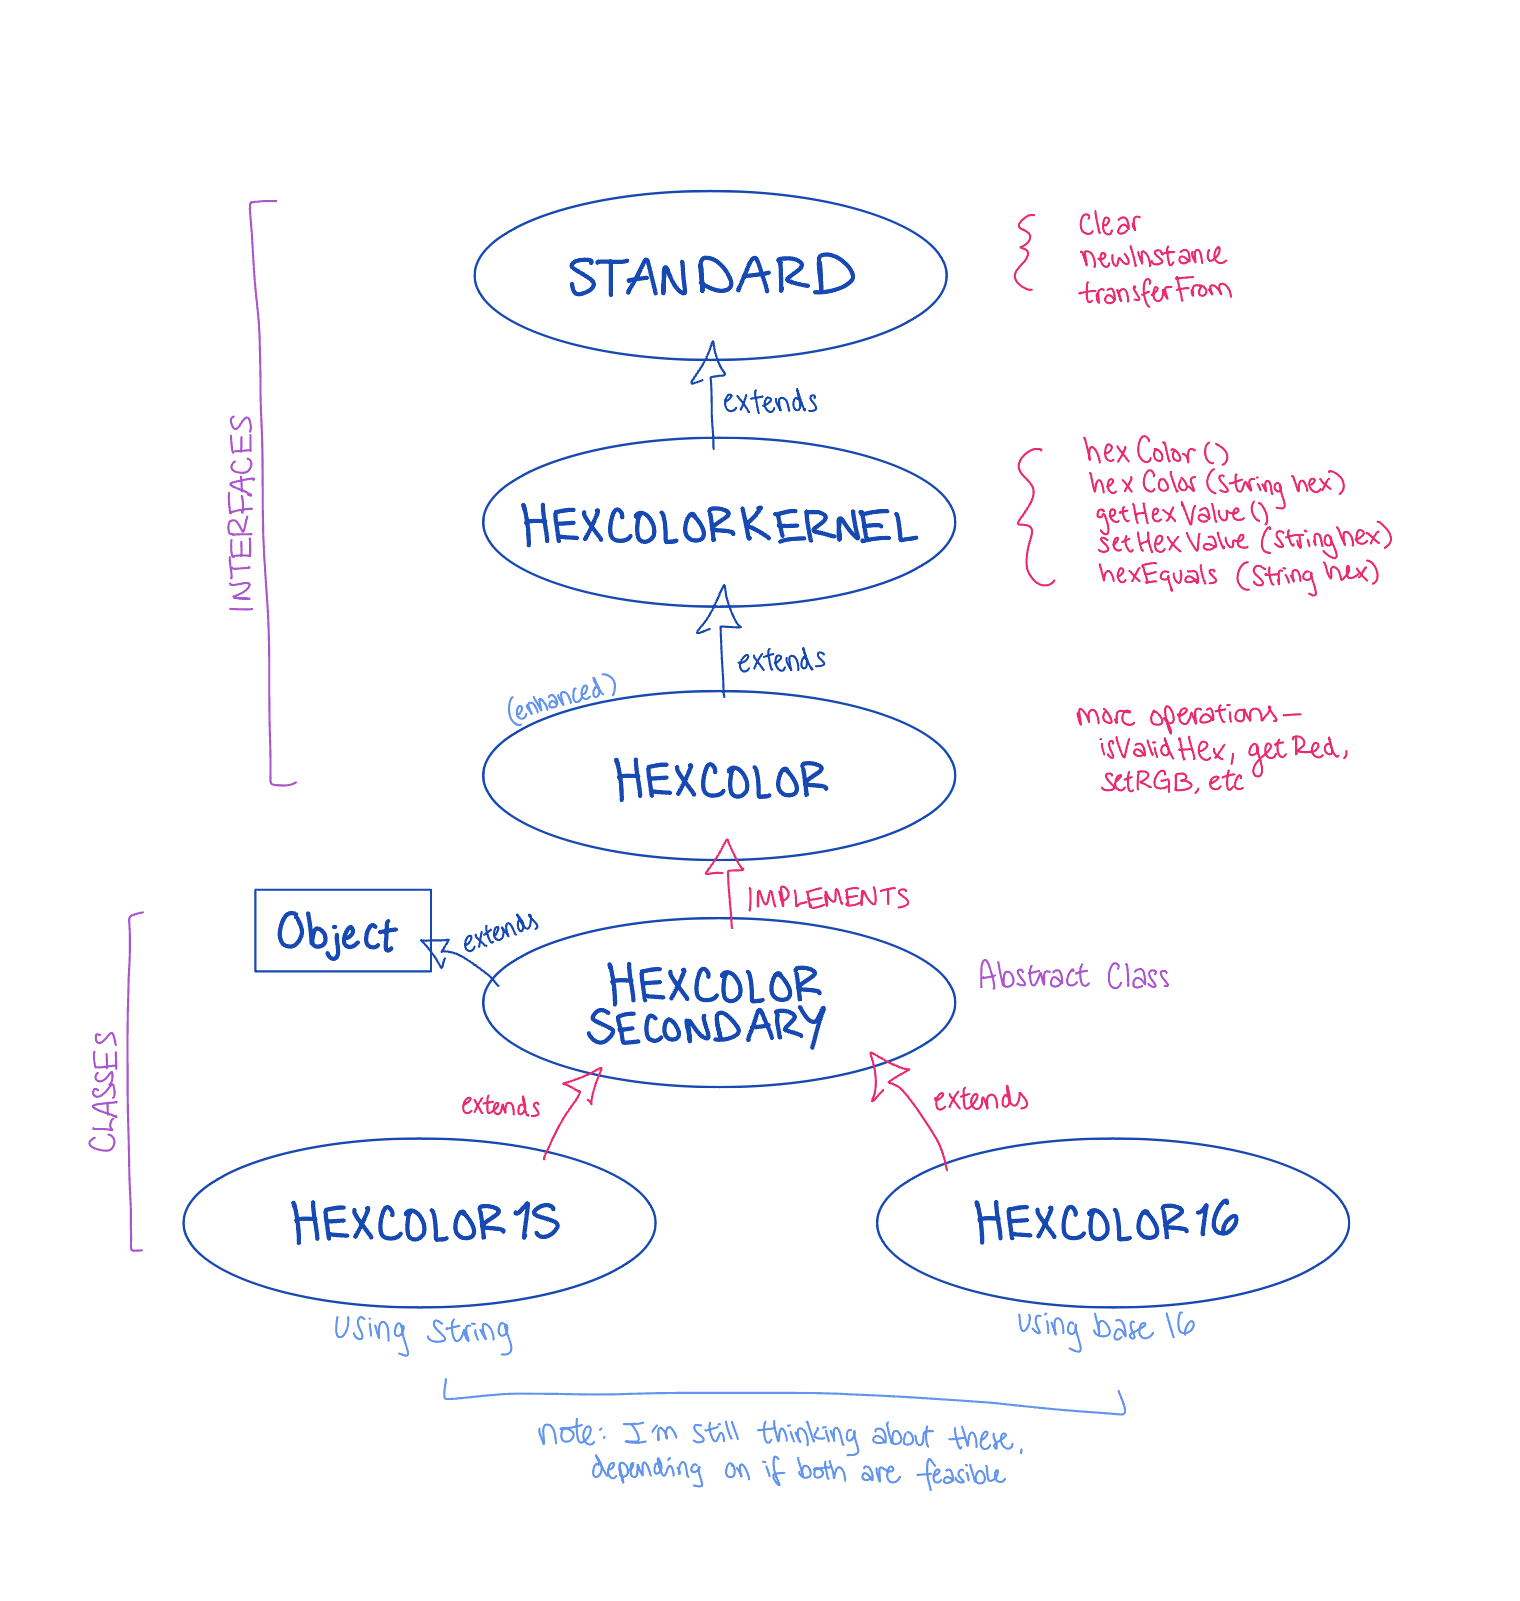 STANDARD
Clear
newInstance
transferFrom
extends
INTERFACES
HEXCOLORKERNEL
hexColor()
hexColor(String hex)
getHexValue()
setHexValue (String hex)
hexEquals (String hex)
extends
(enhanced)
HEXCOLOR
more operations—
isValidHex, getRed,
setRGB, etc
IMPLEMENTS
Object
extends
HEXCOLOR
SECONDARY
Abstract Class
CLASSES
extends
extends
HEXCOLOR1S
HEXCOLOR16
using string
using base 16
note: I'm still thinking about these,
depending on if both are feasible